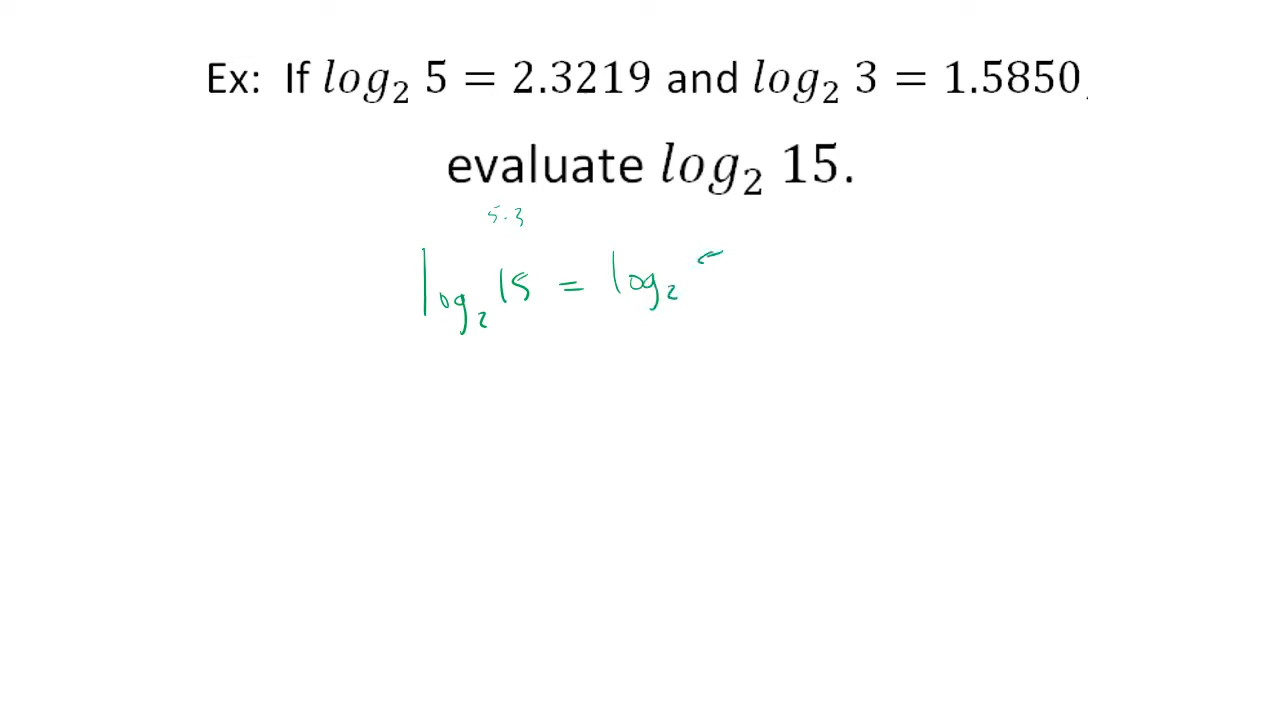 Ex: If log₂ 5 = 2.3219 and log₂ 3 = 1.5850,
evaluate log₂ 15.
5·3
log₂ 15 = log₂